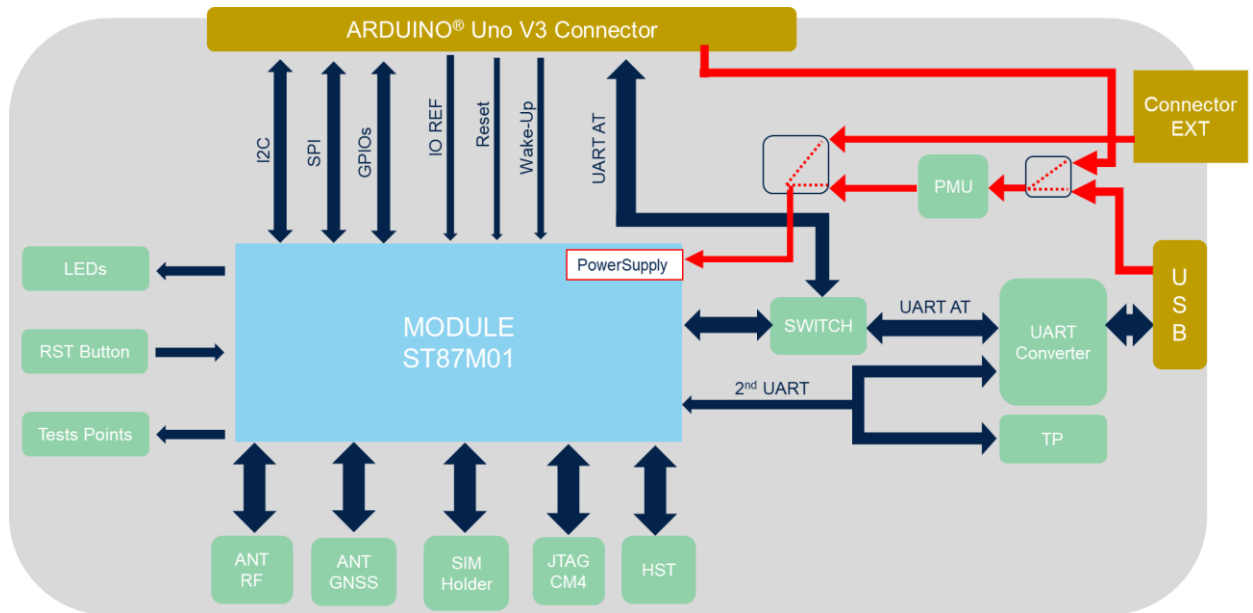 ARDUINO® Uno V3 Connector
Connector
EXT
I2C
SPI
GPIOs
IO REF
Reset
Wake-Up
UART AT
PMU
LEDs
PowerSupply
U
S
B
MODULE
ST87M01
SWITCH
UART AT
UART
Converter
RST Button
2nd UART
Tests Points
TP
ANT
RF
ANT
GNSS
SIM
Holder
JTAG
CM4
HST